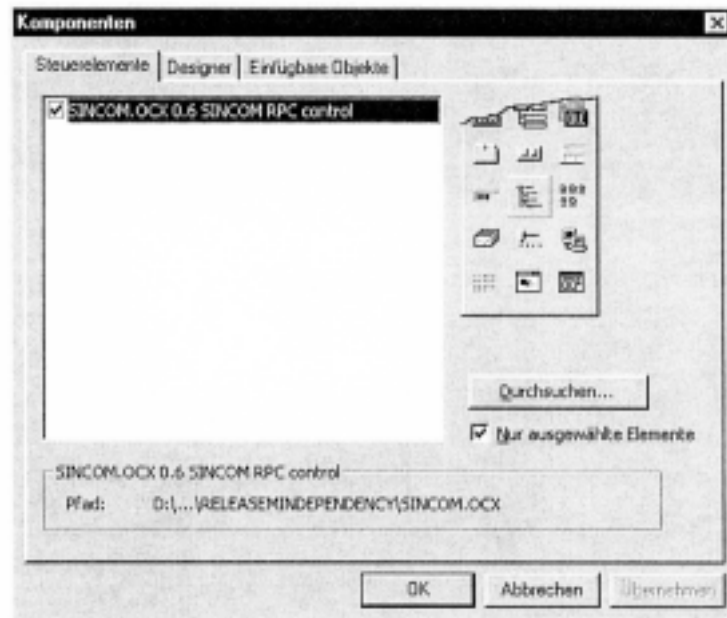 Komponenten
Steuerelemente
Designer
Einfügbare Objekte
SINCOM.OCX 0.6 SINCOM RPC control
Durchsuchen...
Nur ausgewählte Elemente
SINCOM.OCX 0.6 SINCOM RPC control
Pfad: D:\...\RELEASEMINDEPENDENCY\SINCOM.OCX
OK
Abbrechen
Übernehmen